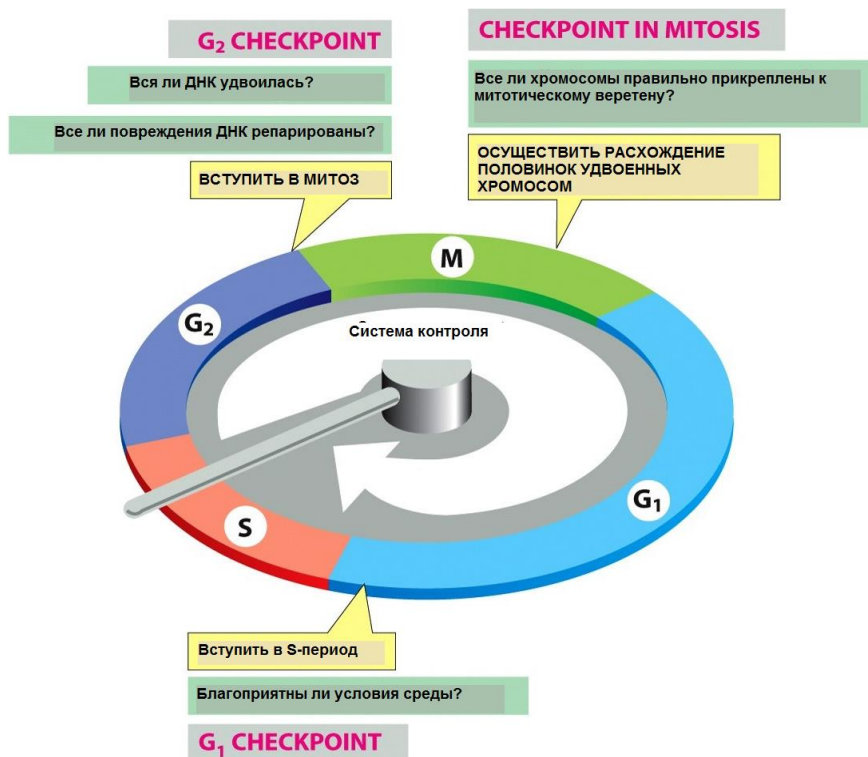 G₂ CHECKPOINT
Вся ли ДНК удвоилась?
Все ли повреждения ДНК репарированы?
ВСТУПИТЬ В МИТОЗ
CHECKPOINT IN MITOSIS
Все ли хромосомы правильно прикреплены к
митотическому веретену?
ОСУЩЕСТВИТЬ РАСХОЖДЕНИЕ
ПОЛОВИНОК УДВОЕННЫХ
ХРОМОСОМ
M
G₂
Система контроля
G₁
S
Вступить в S-период
Благоприятны ли условия среды?
G₁ CHECKPOINT